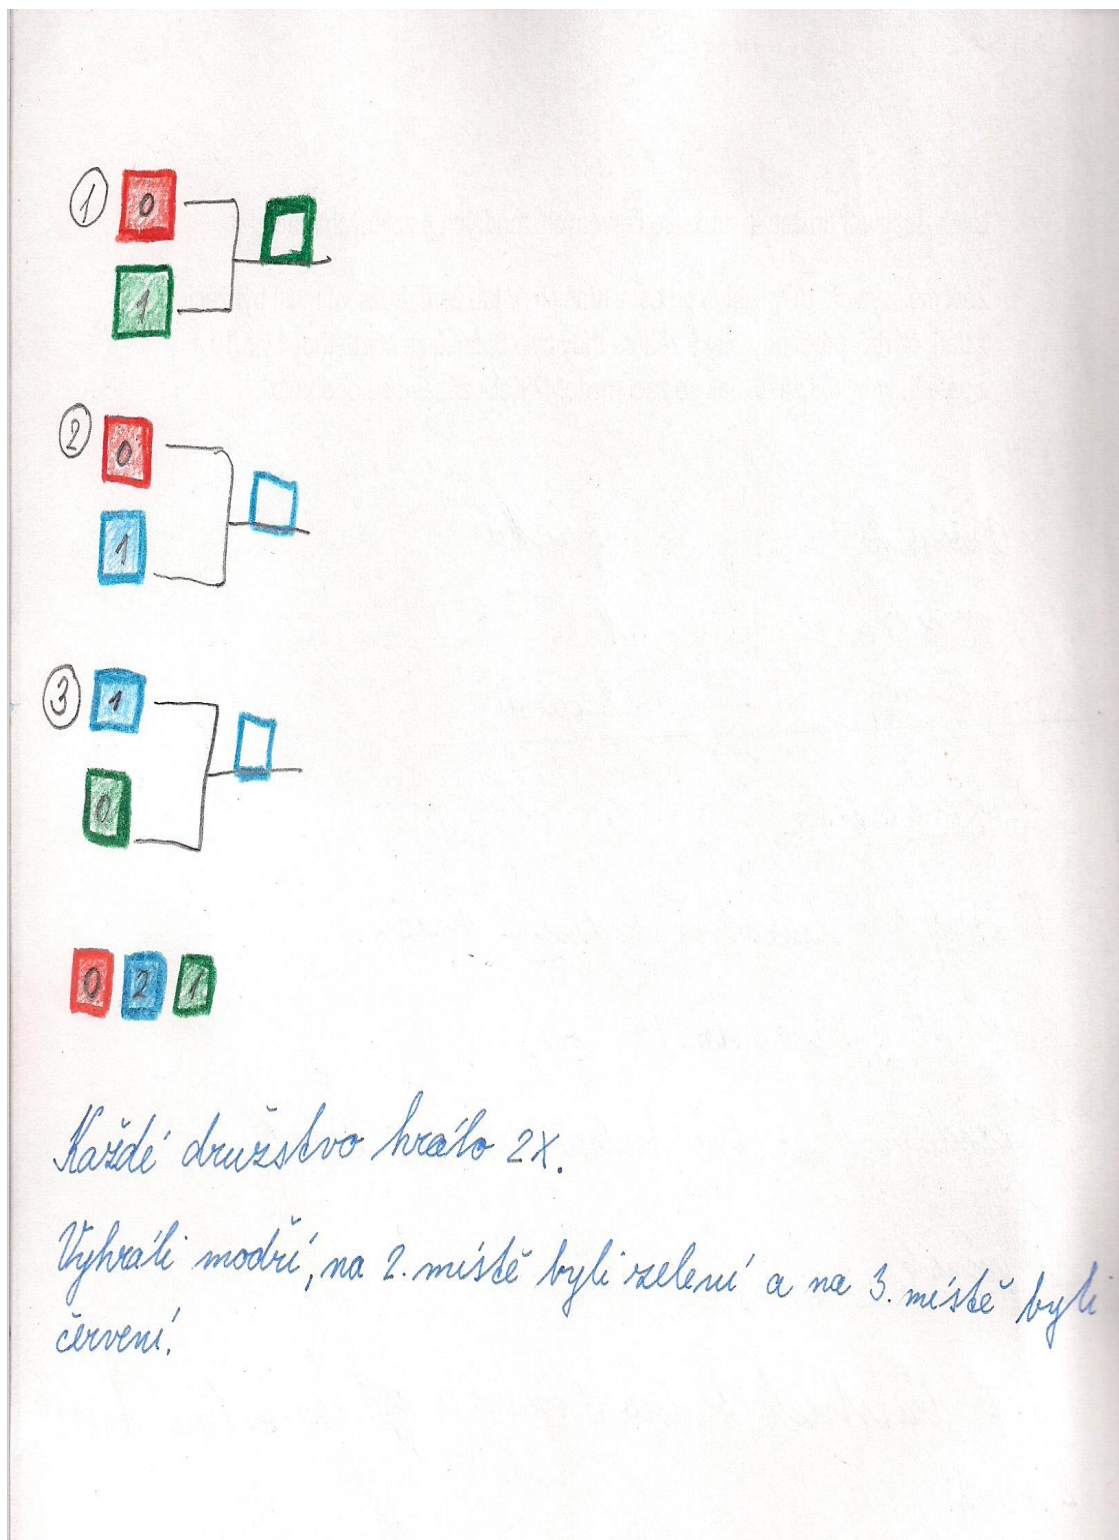 1 0
1
2 0
1
3 1
0
0 2 1
Každé družstvo hrálo 2x.
Vyhráli modří, na 2. místě byli zelení a na 3. místě byli
červení.